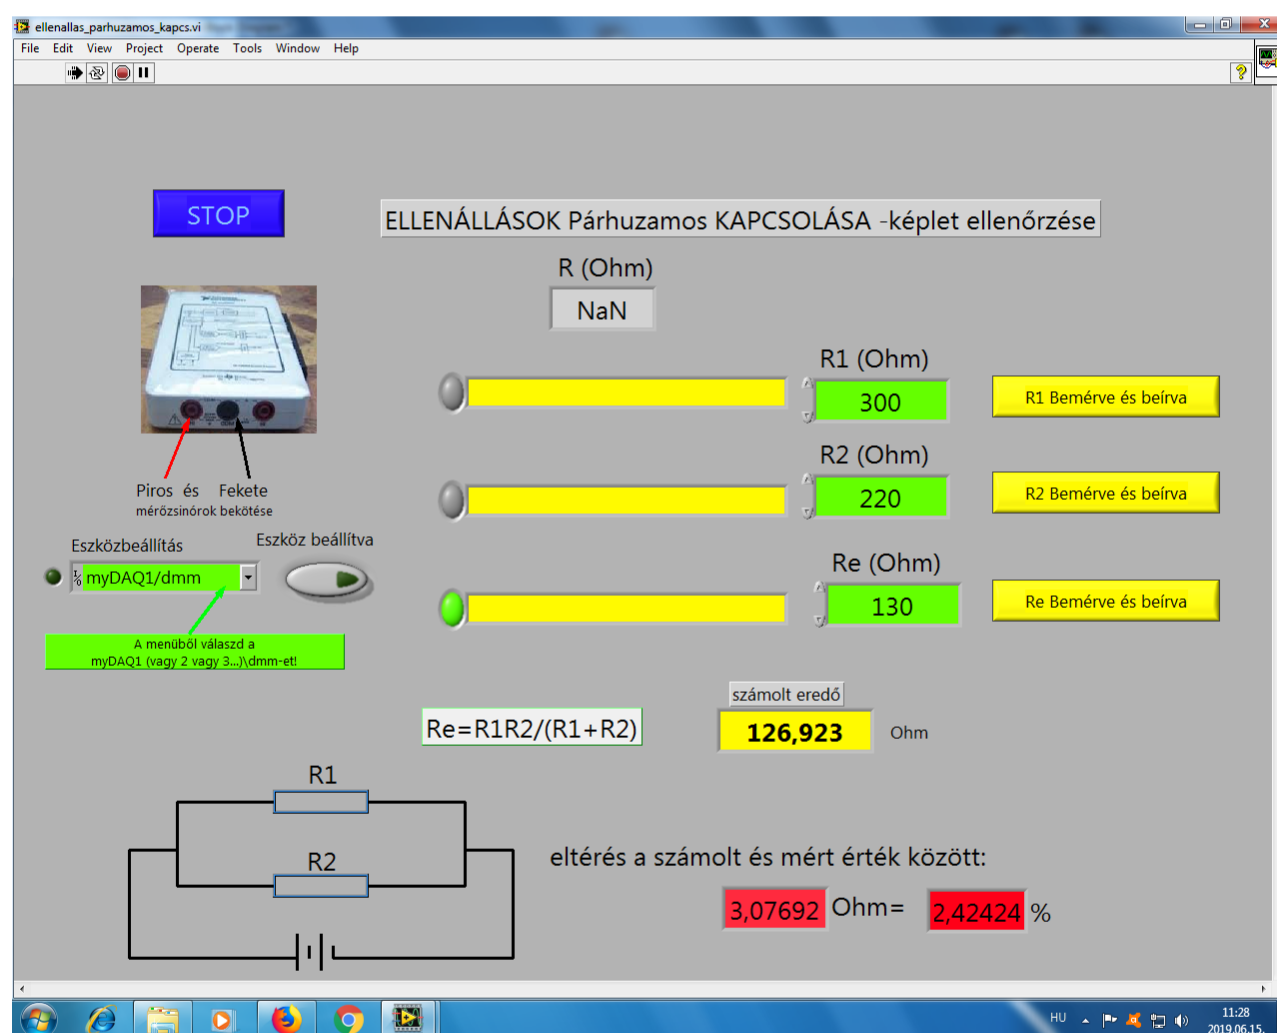 ellenallas_parhuzamos_kapcs.vi
File Edit View Project Operate Tools Window Help
STOP
ELLENÁLLÁSOK Párhuzamos KAPCSOLÁSA -képlet ellenőrzése
R (Ohm)
NaN
R1 (Ohm)
300
R1 Bemérve és beírva
R2 (Ohm)
220
R2 Bemérve és beírva
Piros és Fekete
mérőzsinórok bekötése
Eszközbeállítás
Eszköz beállítva
myDAQ1/dmm
Re (Ohm)
130
Re Bemérve és beírva
A menüből válaszd a
myDAQ1 (vagy 2 vagy 3...)\dmm-et!
számolt eredő
Re=R1R2/(R1+R2)
126,923 Ohm
R1
R2
eltérés a számolt és mért érték között:
3,07692 Ohm= 2,42424 %
HU
11:28
2019.06.15.